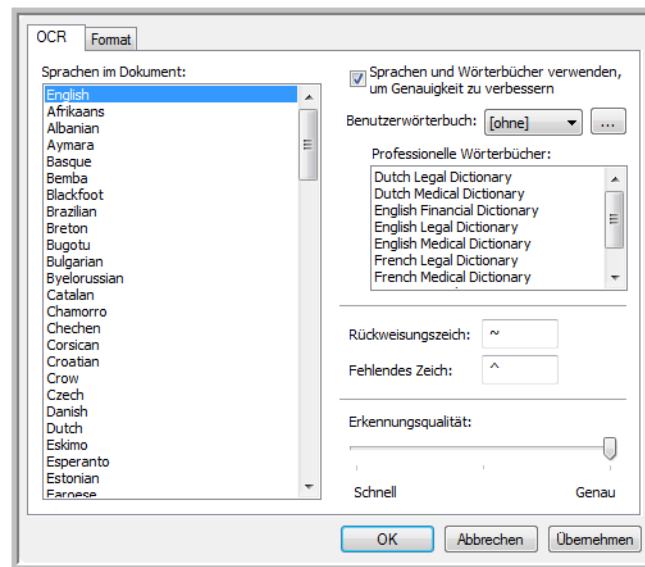 OCR
Format
Sprachen im Dokument:
English
Afrikaans
Albanian
Aymara
Basque
Bemba
Blackfoot
Brazilian
Breton
Bugotu
Bulgarian
Byelorussian
Catalan
Chamorro
Chechen
Corsican
Croatian
Crow
Czech
Danish
Dutch
Eskimo
Esperanto
Estonian
Faroese
Sprachen und Wörterbücher verwenden,
um Genauigkeit zu verbessern
Benutzerwörterbuch: [ohne] ...
Professionelle Wörterbücher:
Dutch Legal Dictionary
Dutch Medical Dictionary
English Financial Dictionary
English Legal Dictionary
English Medical Dictionary
French Legal Dictionary
French Medical Dictionary
Rückweisungszeich: ~
Fehlendes Zeich: ^
Erkennungsqualität:
Schnell Genau
OK Abbrechen Übernehmen